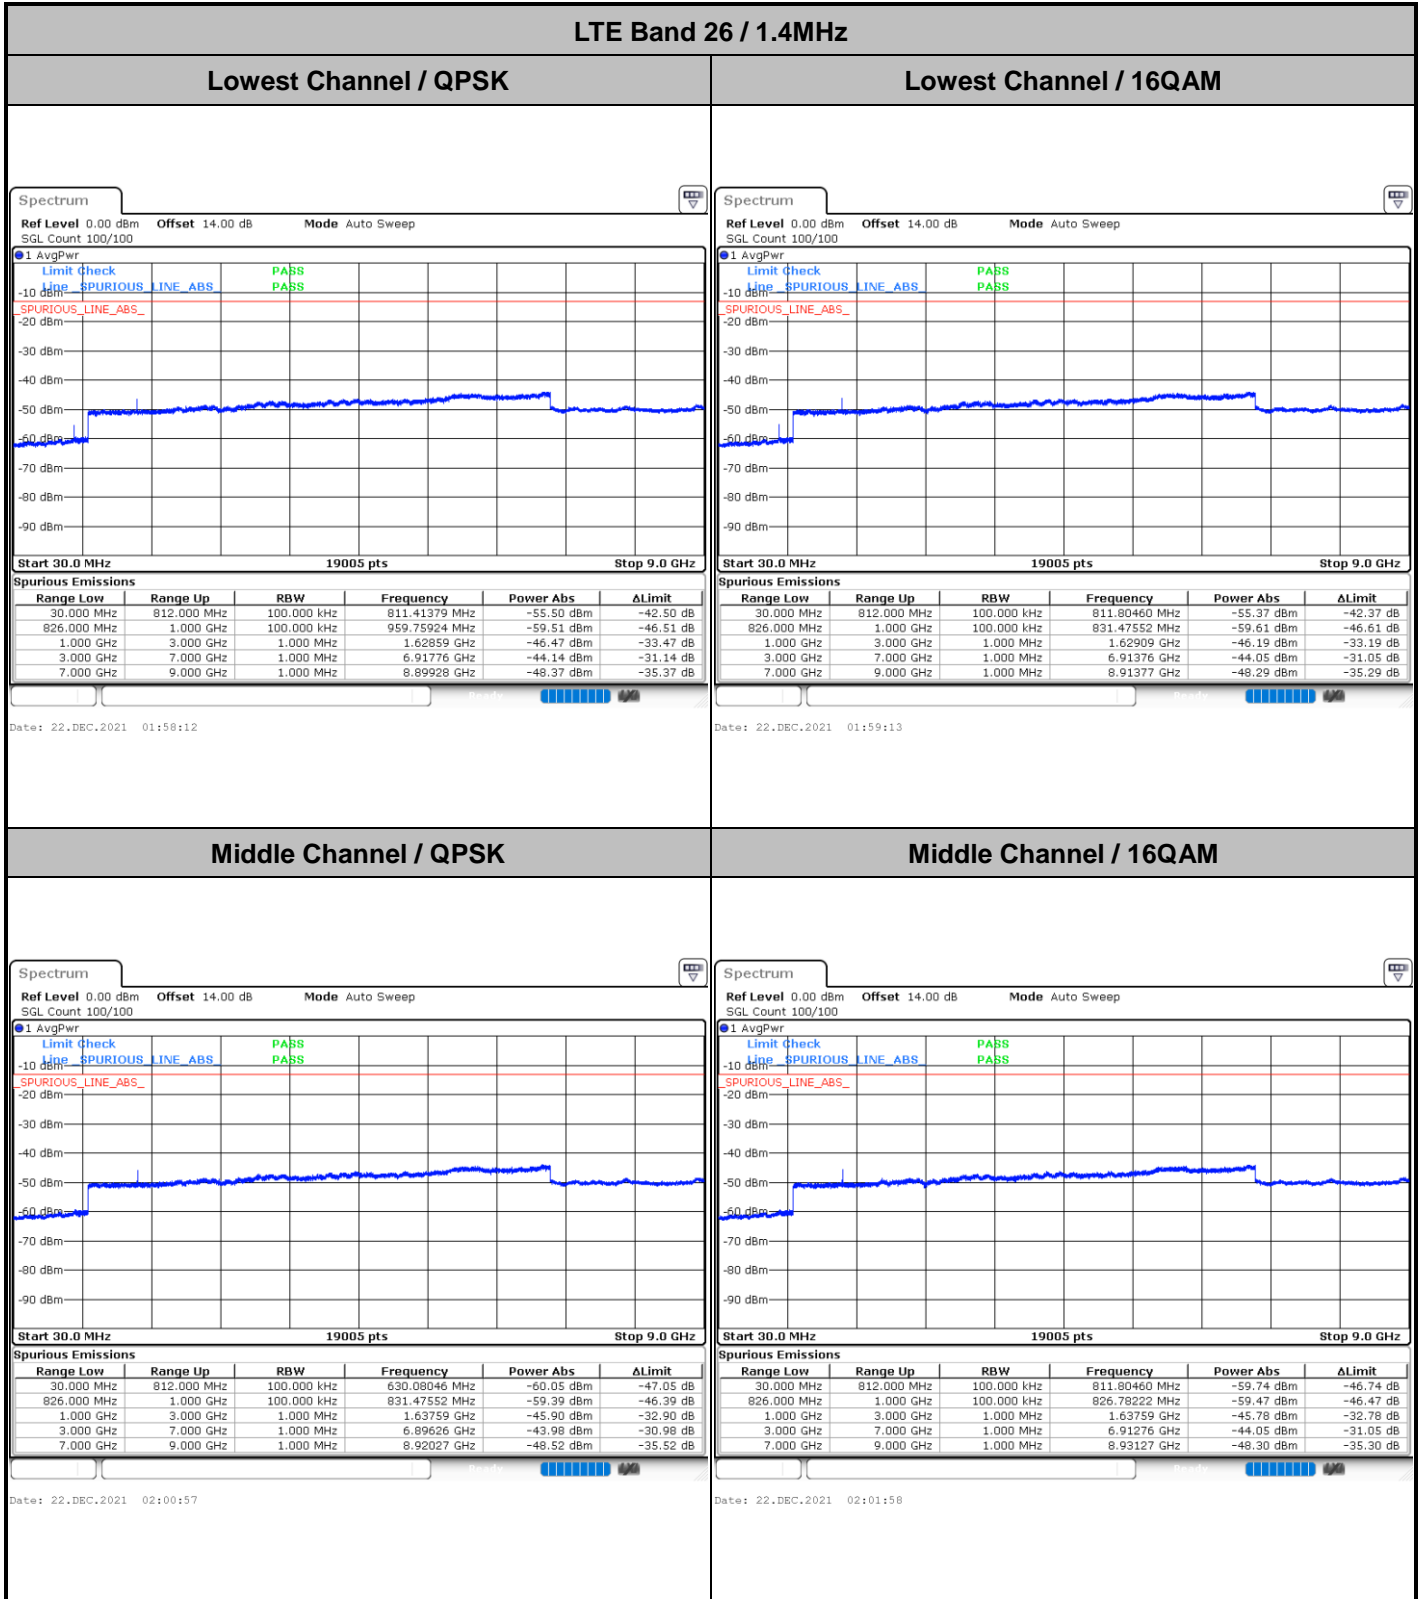 LTE Band 26 / 1.4MHz
Lowest Channel / QPSK
Lowest Channel / 16QAM
Spectrum
Ref Level 0.00 dBm Offset 14.00 dB Mode Auto Sweep
SGL Count 100/100
1 AvgPwr
Limit Check PASS
Line _SPURIOUS_LINE_ABS_ PASS
-10 dBm
_SPURIOUS_LINE_ABS_
-20 dBm
-30 dBm
-40 dBm
-50 dBm
-60 dBm
-70 dBm
-80 dBm
-90 dBm
Start 30.0 MHz 19005 pts Stop 9.0 GHz
Spurious Emissions
Range Low Range Up RBW Frequency Power Abs ΔLimit
30.000 MHz 812.000 MHz 100.000 kHz 811.41379 MHz -55.50 dBm -42.50 dB
826.000 MHz 1.000 GHz 100.000 kHz 959.75924 MHz -59.51 dBm -46.51 dB
1.000 GHz 3.000 GHz 1.000 MHz 1.62859 GHz -46.47 dBm -33.47 dB
3.000 GHz 7.000 GHz 1.000 MHz 6.91776 GHz -44.14 dBm -31.14 dB
7.000 GHz 9.000 GHz 1.000 MHz 8.89928 GHz -48.37 dBm -35.37 dB
Ready
Date: 22.DEC.2021 01:58:12
Spectrum
Ref Level 0.00 dBm Offset 14.00 dB Mode Auto Sweep
SGL Count 100/100
1 AvgPwr
Limit Check PASS
Line _SPURIOUS_LINE_ABS_ PASS
-10 dBm
_SPURIOUS_LINE_ABS_
-20 dBm
-30 dBm
-40 dBm
-50 dBm
-60 dBm
-70 dBm
-80 dBm
-90 dBm
Start 30.0 MHz 19005 pts Stop 9.0 GHz
Spurious Emissions
Range Low Range Up RBW Frequency Power Abs ΔLimit
30.000 MHz 812.000 MHz 100.000 kHz 811.80460 MHz -55.37 dBm -42.37 dB
826.000 MHz 1.000 GHz 100.000 kHz 831.47552 MHz -59.61 dBm -46.61 dB
1.000 GHz 3.000 GHz 1.000 MHz 1.62909 GHz -46.19 dBm -33.19 dB
3.000 GHz 7.000 GHz 1.000 MHz 6.91376 GHz -44.05 dBm -31.05 dB
7.000 GHz 9.000 GHz 1.000 MHz 8.91377 GHz -48.29 dBm -35.29 dB
Ready
Date: 22.DEC.2021 01:59:13
Middle Channel / QPSK
Middle Channel / 16QAM
Spectrum
Ref Level 0.00 dBm Offset 14.00 dB Mode Auto Sweep
SGL Count 100/100
1 AvgPwr
Limit Check PASS
Line _SPURIOUS_LINE_ABS_ PASS
-10 dBm
_SPURIOUS_LINE_ABS_
-20 dBm
-30 dBm
-40 dBm
-50 dBm
-60 dBm
-70 dBm
-80 dBm
-90 dBm
Start 30.0 MHz 19005 pts Stop 9.0 GHz
Spurious Emissions
Range Low Range Up RBW Frequency Power Abs ΔLimit
30.000 MHz 812.000 MHz 100.000 kHz 630.08046 MHz -60.05 dBm -47.05 dB
826.000 MHz 1.000 GHz 100.000 kHz 831.47552 MHz -59.39 dBm -46.39 dB
1.000 GHz 3.000 GHz 1.000 MHz 1.63759 GHz -45.90 dBm -32.90 dB
3.000 GHz 7.000 GHz 1.000 MHz 6.89626 GHz -43.98 dBm -30.98 dB
7.000 GHz 9.000 GHz 1.000 MHz 8.92027 GHz -48.52 dBm -35.52 dB
Ready
Date: 22.DEC.2021 02:00:57
Spectrum
Ref Level 0.00 dBm Offset 14.00 dB Mode Auto Sweep
SGL Count 100/100
1 AvgPwr
Limit Check PASS
Line _SPURIOUS_LINE_ABS_ PASS
-10 dBm
_SPURIOUS_LINE_ABS_
-20 dBm
-30 dBm
-40 dBm
-50 dBm
-60 dBm
-70 dBm
-80 dBm
-90 dBm
Start 30.0 MHz 19005 pts Stop 9.0 GHz
Spurious Emissions
Range Low Range Up RBW Frequency Power Abs ΔLimit
30.000 MHz 812.000 MHz 100.000 kHz 811.80460 MHz -59.74 dBm -46.74 dB
826.000 MHz 1.000 GHz 100.000 kHz 826.78222 MHz -59.47 dBm -46.47 dB
1.000 GHz 3.000 GHz 1.000 MHz 1.63759 GHz -45.78 dBm -32.78 dB
3.000 GHz 7.000 GHz 1.000 MHz 6.91276 GHz -44.05 dBm -31.05 dB
7.000 GHz 9.000 GHz 1.000 MHz 8.93127 GHz -48.30 dBm -35.30 dB
Ready
Date: 22.DEC.2021 02:01:58